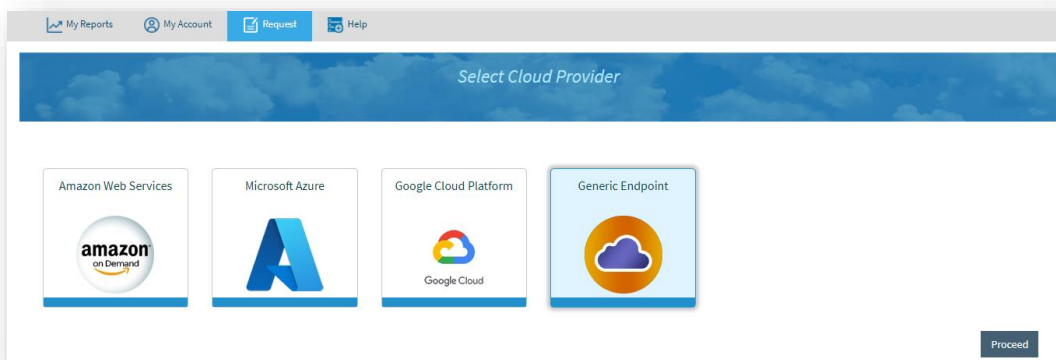 My Reports My Account Request Help
Select Cloud Provider
Amazon Web Services Microsoft Azure Google Cloud Platform Generic Endpoint
amazon
on Demand
Google Cloud
Proceed